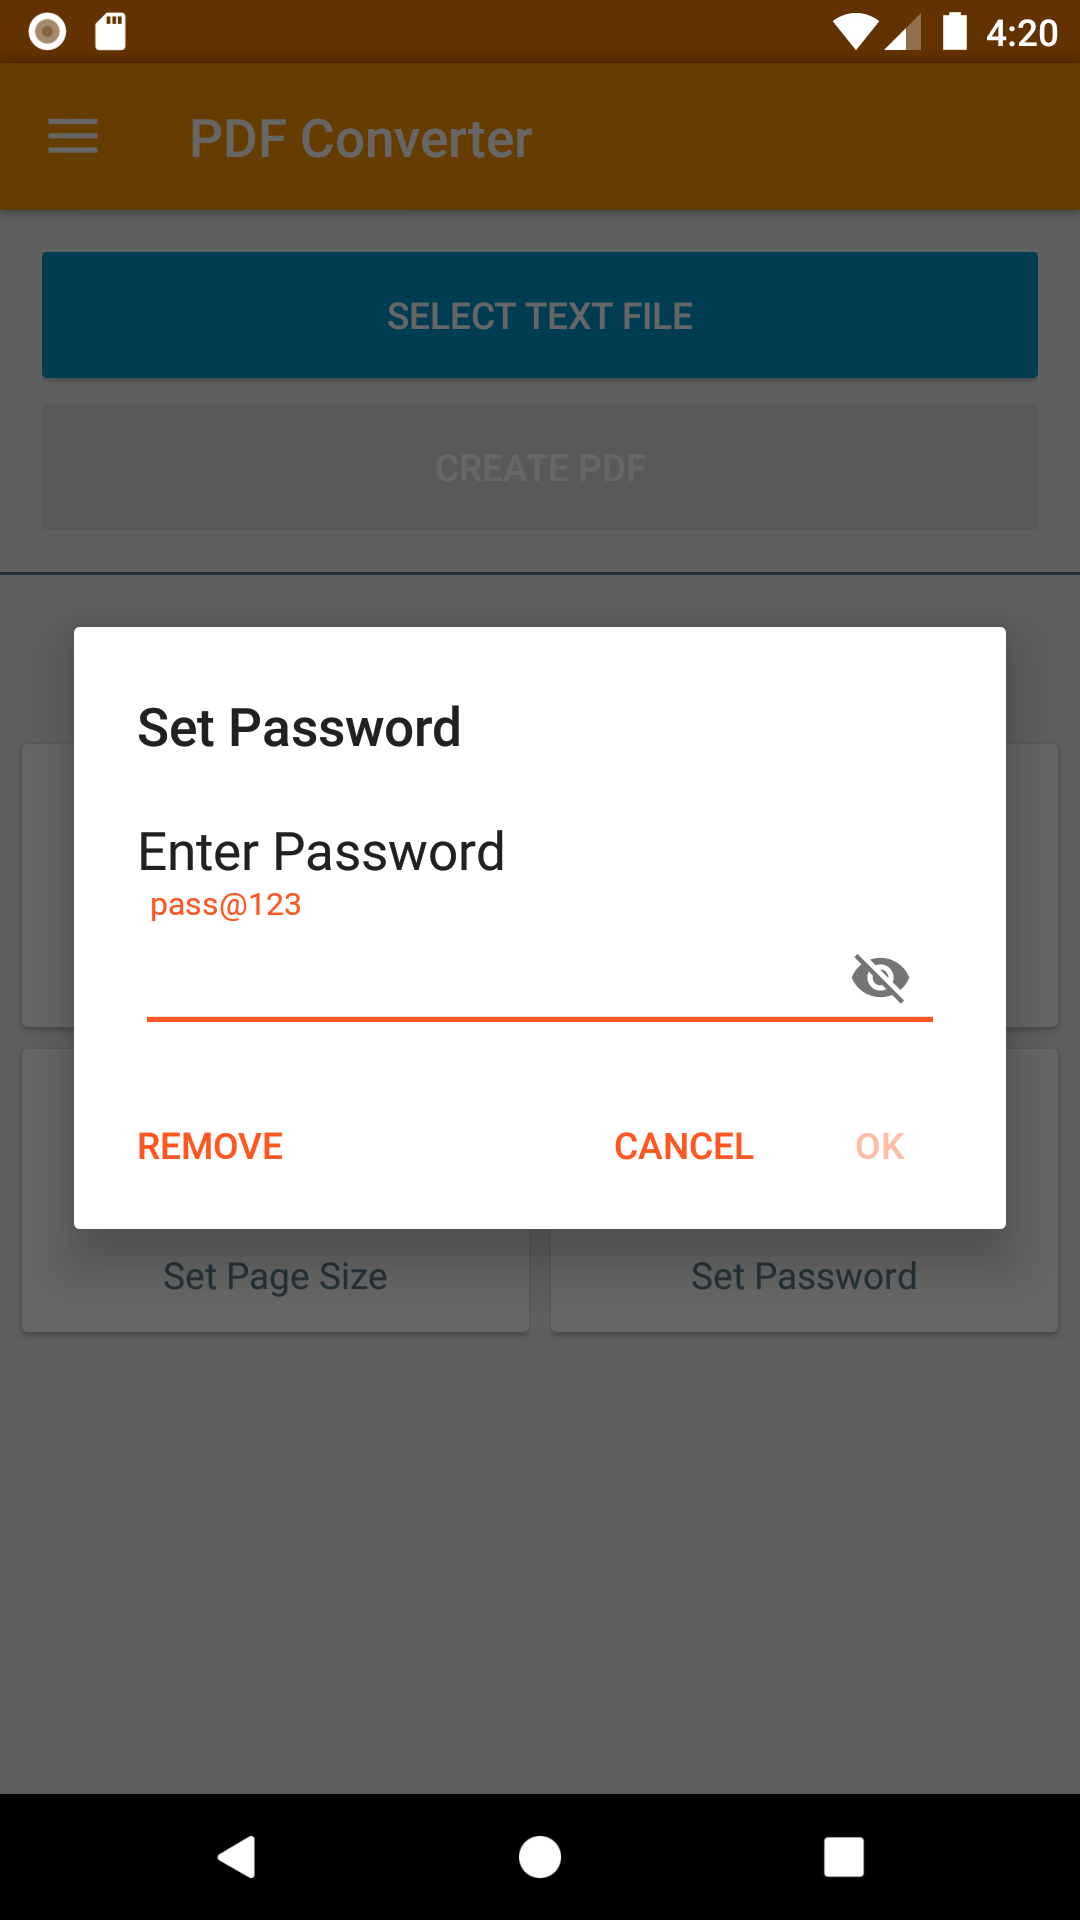 4:20
PDF Converter
SELECT TEXT FILE
CREATE PDF
Set Password
Enter Password
pass@123
REMOVE CANCEL OK
Set Page Size Set Password